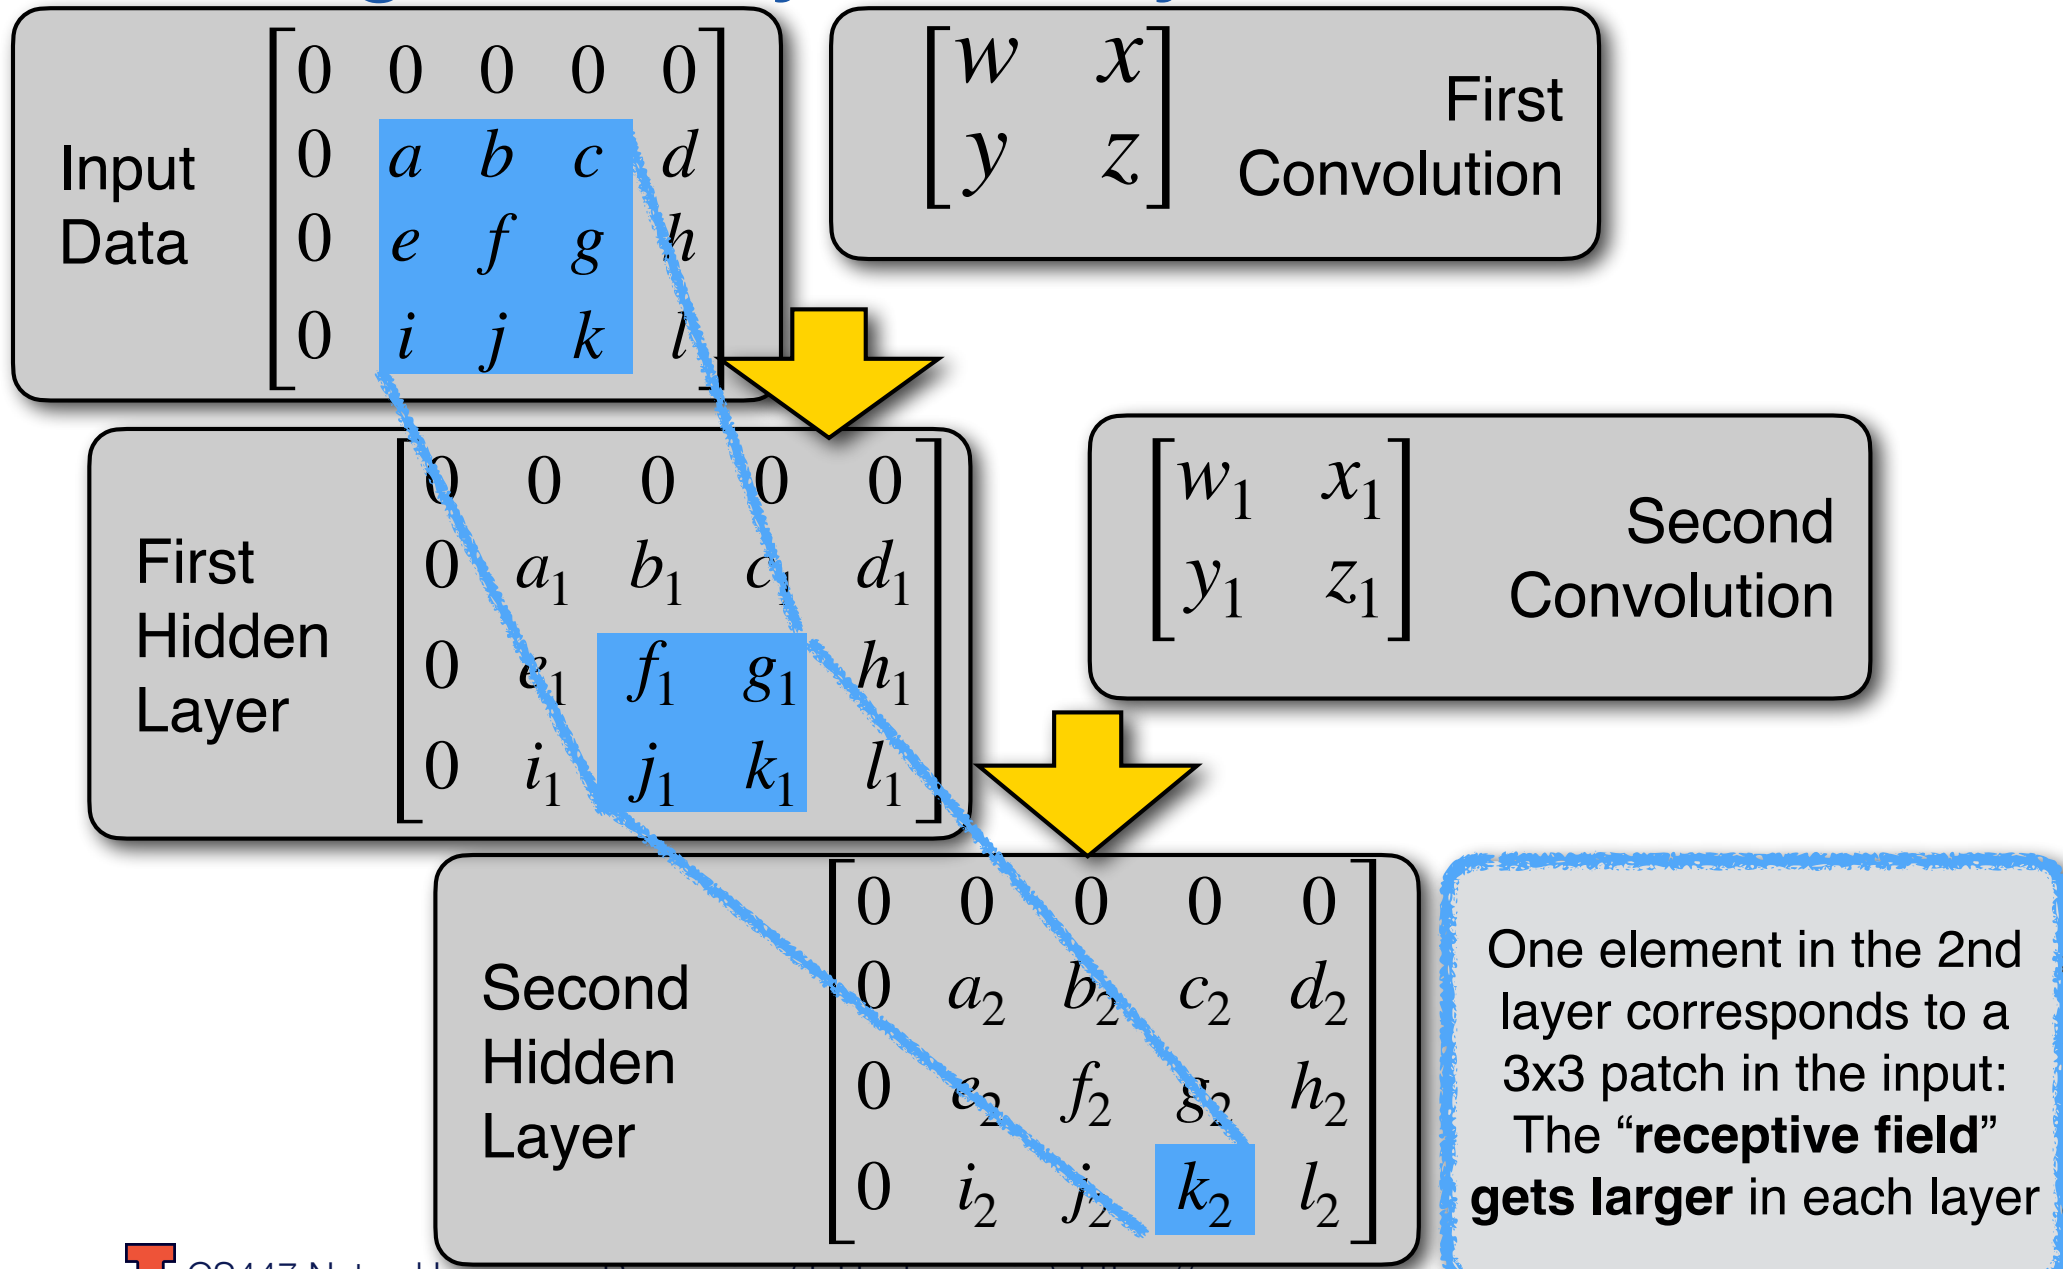 Input
Data
0 0 0 0 0
0 a b c d
0 e f g h
0 i j k l
w x
y z
First
Convolution
First
Hidden
Layer
0 0 0 0 0
0 a₁ b₁ c₁ d₁
0 e₁ f₁ g₁ h₁
0 i₁ j₁ k₁ l₁
w₁ x₁
y₁ z₁
Second
Convolution
Second
Hidden
Layer
0 0 0 0 0
0 a₂ b₂ c₂ d₂
0 e₂ f₂ g₂ h₂
0 i₂ j₂ k₂ l₂
One element in the 2nd
layer corresponds to a
3x3 patch in the input:
The “receptive field”
gets larger in each layer